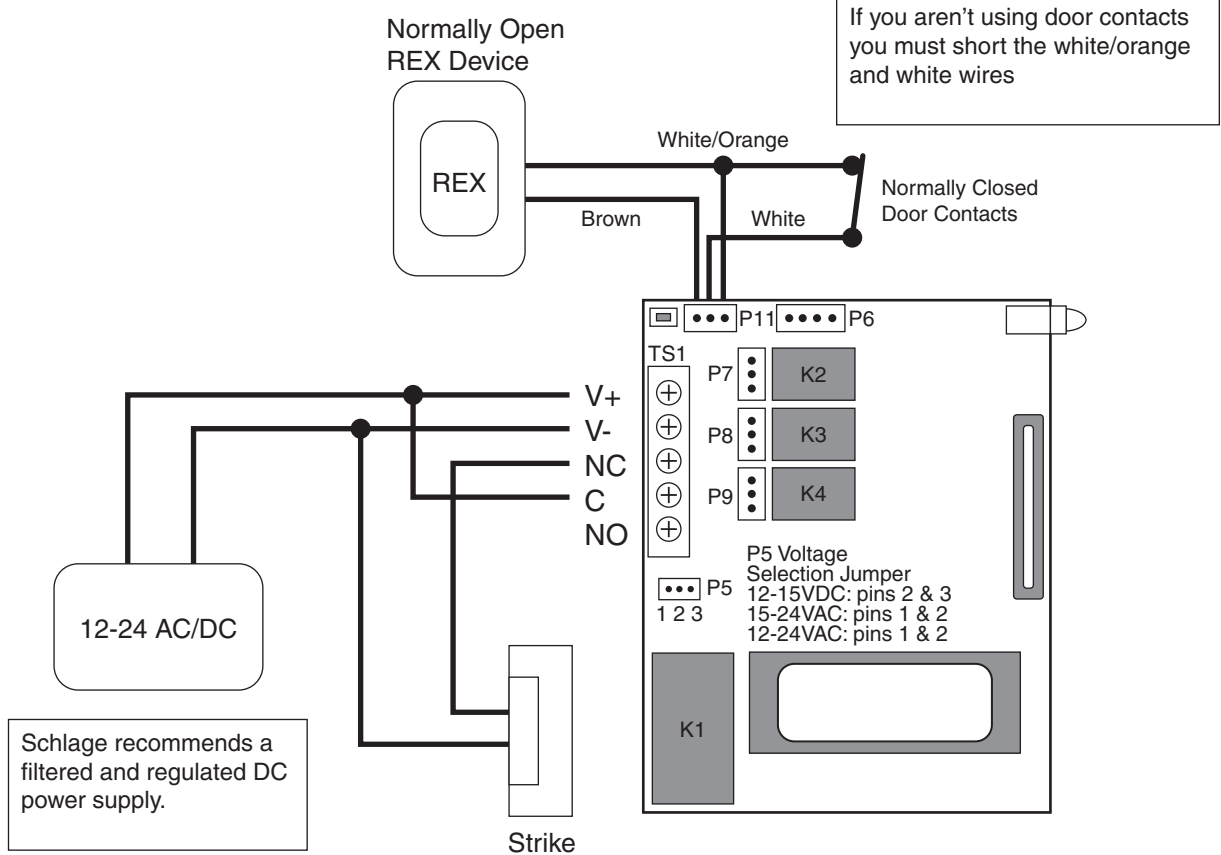 If you aren't using door contacts
you must short the white/orange
and white wires
Normally Open
REX Device
REX
White/Orange
Brown
White
Normally Closed
Door Contacts
P11
P6
TS1
P7
K2
P8
K3
P9
K4
V+
V-
NC
C
NO
P5 Voltage
Selection Jumper
12-15VDC: pins 2 & 3
15-24VAC: pins 1 & 2
12-24VAC: pins 1 & 2
P5
1 2 3
12-24 AC/DC
K1
Schlage recommends a
filtered and regulated DC
power supply.
Strike